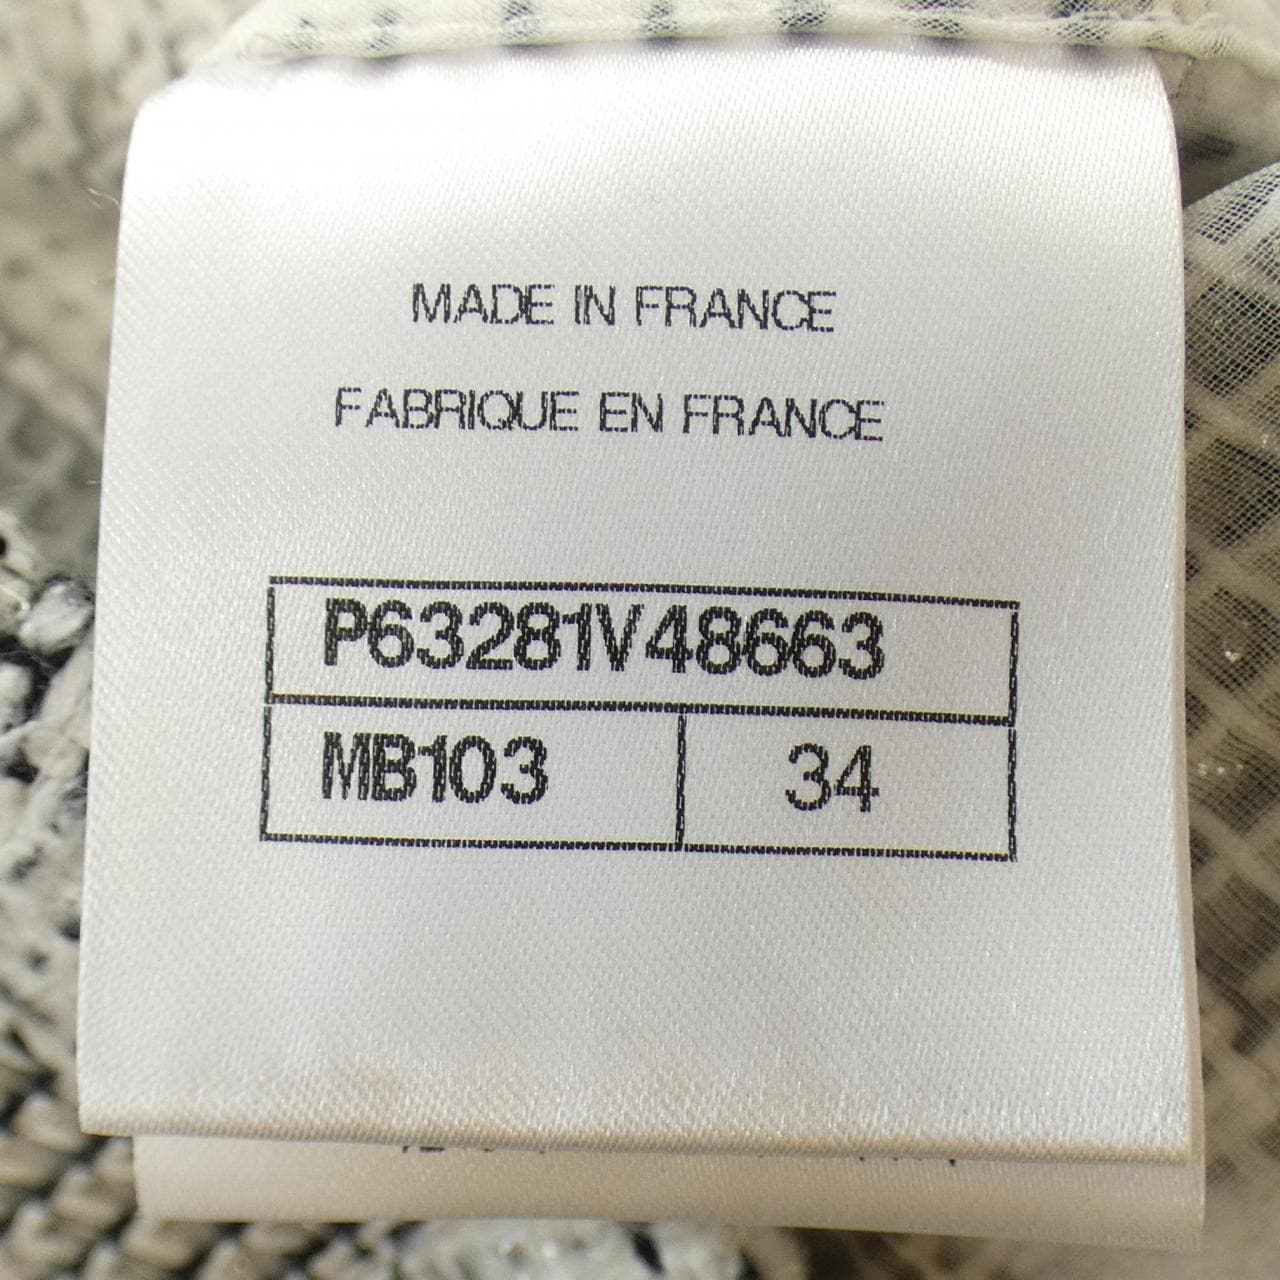 MADE IN FRANCE
FABRIQUE EN FRANCE
P63281V48663
MB103 34